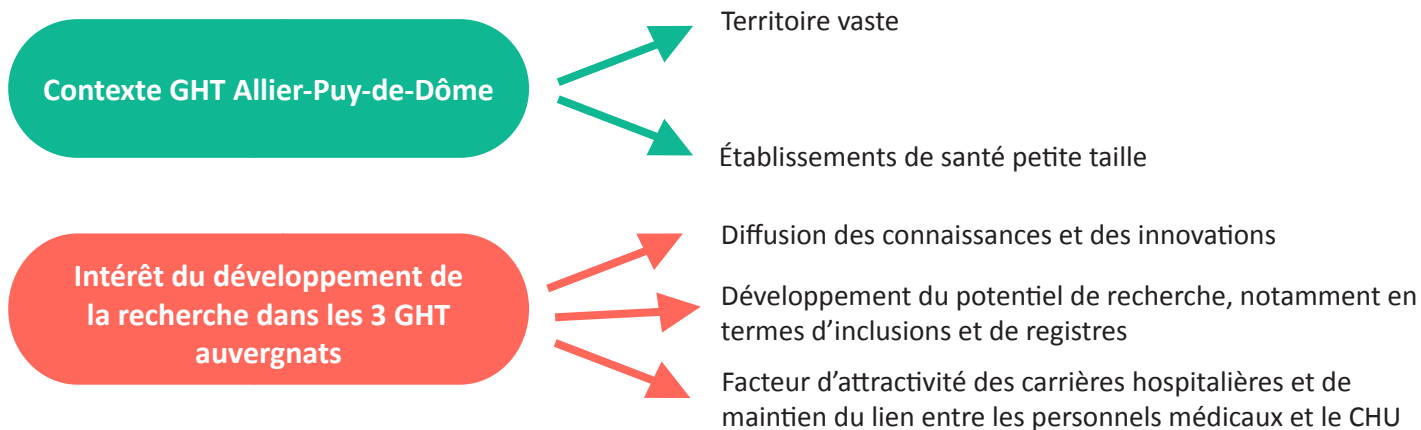 Contexte GHT Allier-Puy-de-Dôme
Territoire vaste
Établissements de santé petite taille
Intérêt du développement de
la recherche dans les 3 GHT
auvergnats
Diffusion des connaissances et des innovations
Développement du potentiel de recherche, notamment en
termes d’inclusions et de registres
Facteur d’attractivité des carrières hospitalières et de
maintien du lien entre les personnels médicaux et le CHU